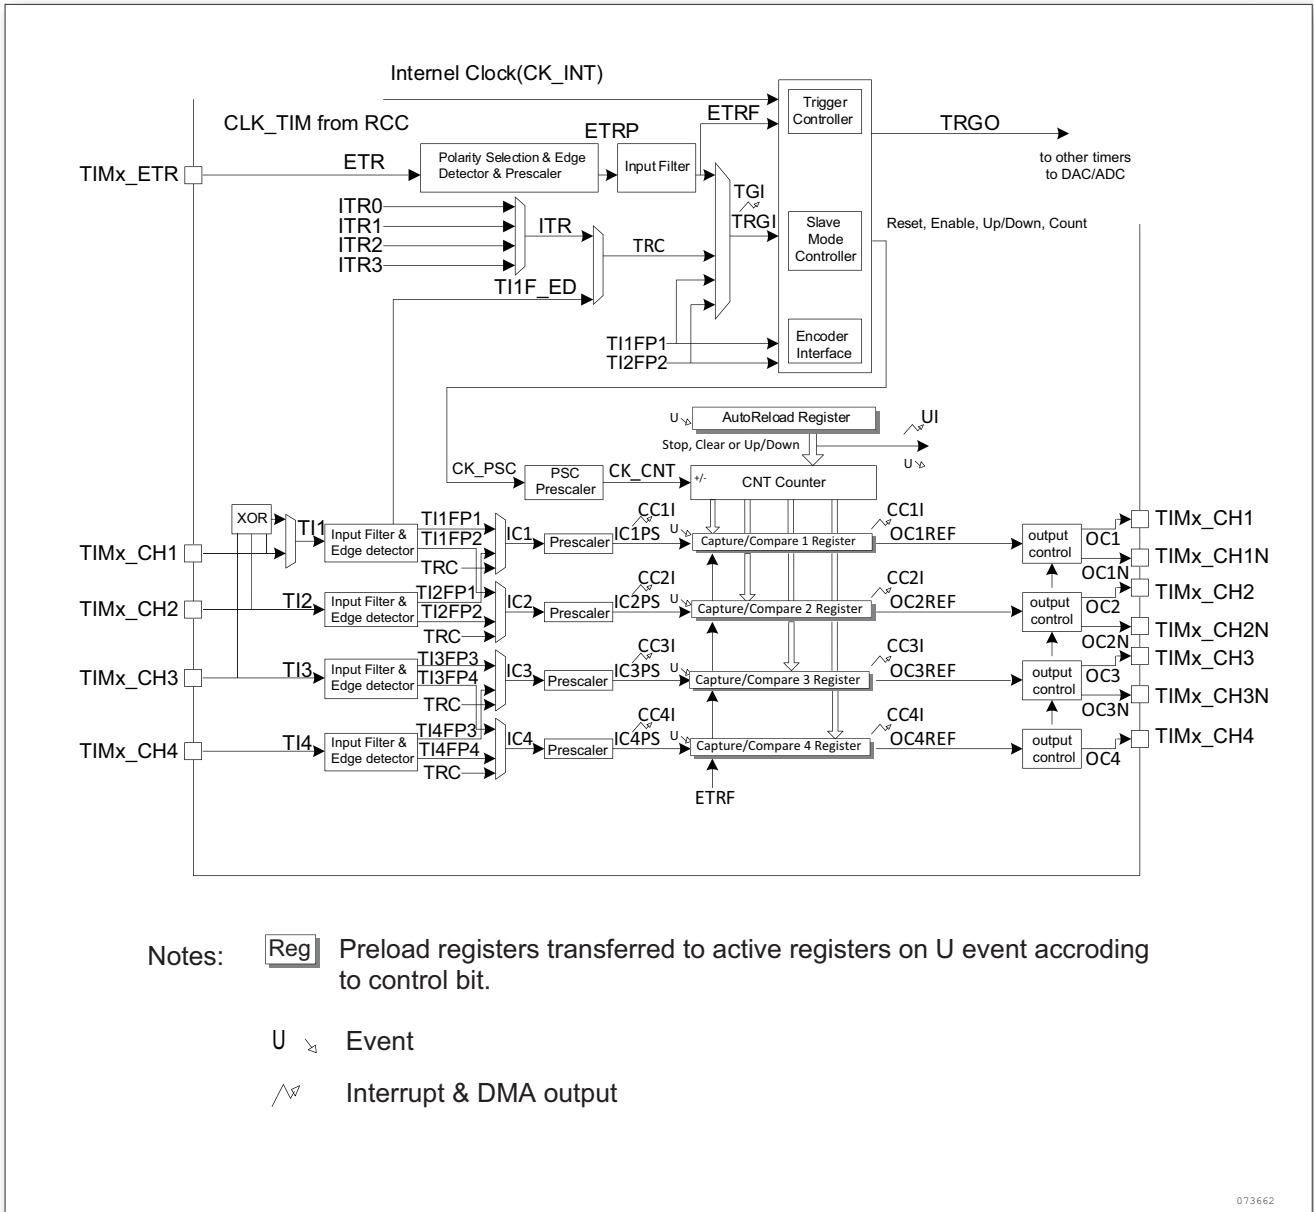 Internel Clock(CK_INT)
CLK_TIM from RCC
ETRF
ETRP
Trigger
Controller
TRGO
to other timers
to DAC/ADC
TIMx_ETR
ETR
Polarity Selection & Edge
Detector & Prescaler
Input Filter
TGI
TRGI
ITR0
ITR1
ITR2
ITR3
ITR
TRC
TI1F_ED
Slave
Mode
Controller
Reset, Enable, Up/Down, Count
TI1FP1
TI2FP2
Encoder
Interface
U
AutoReload Register
UI
Stop, Clear or Up/Down
U
CK_PSC
PSC
Prescaler
CK_CNT
+/-
CNT Counter
XOR
TIMx_CH1
TI1
Input Filter &
Edge detector
TI1FP1
TI1FP2
TRC
IC1
Prescaler
CC1I
IC1PS
U
Capture/Compare 1 Register
CC1I
OC1REF
output
control
OC1
OC1N
TIMx_CH1
TIMx_CH1N
TIMx_CH2
TI2
Input Filter &
Edge detector
TI2FP1
TI2FP2
TRC
IC2
Prescaler
CC2I
IC2PS
U
Capture/Compare 2 Register
CC2I
OC2REF
output
control
OC2
OC2N
TIMx_CH2
TIMx_CH2N
TIMx_CH3
TI3
Input Filter &
Edge detector
TI3FP3
TI3FP4
TRC
IC3
Prescaler
CC3I
IC3PS
U
Capture/Compare 3 Register
CC3I
OC3REF
output
control
OC3
OC3N
TIMx_CH3
TIMx_CH3N
TIMx_CH4
TI4
Input Filter &
Edge detector
TI4FP3
TI4FP4
TRC
IC4
Prescaler
CC4I
IC4PS
U
Capture/Compare 4 Register
CC4I
OC4REF
output
control
OC4
TIMx_CH4
ETRF
Notes:
Reg
Preload registers transferred to active registers on U event accroding
to control bit.
U
Event
Interrupt & DMA output
073662